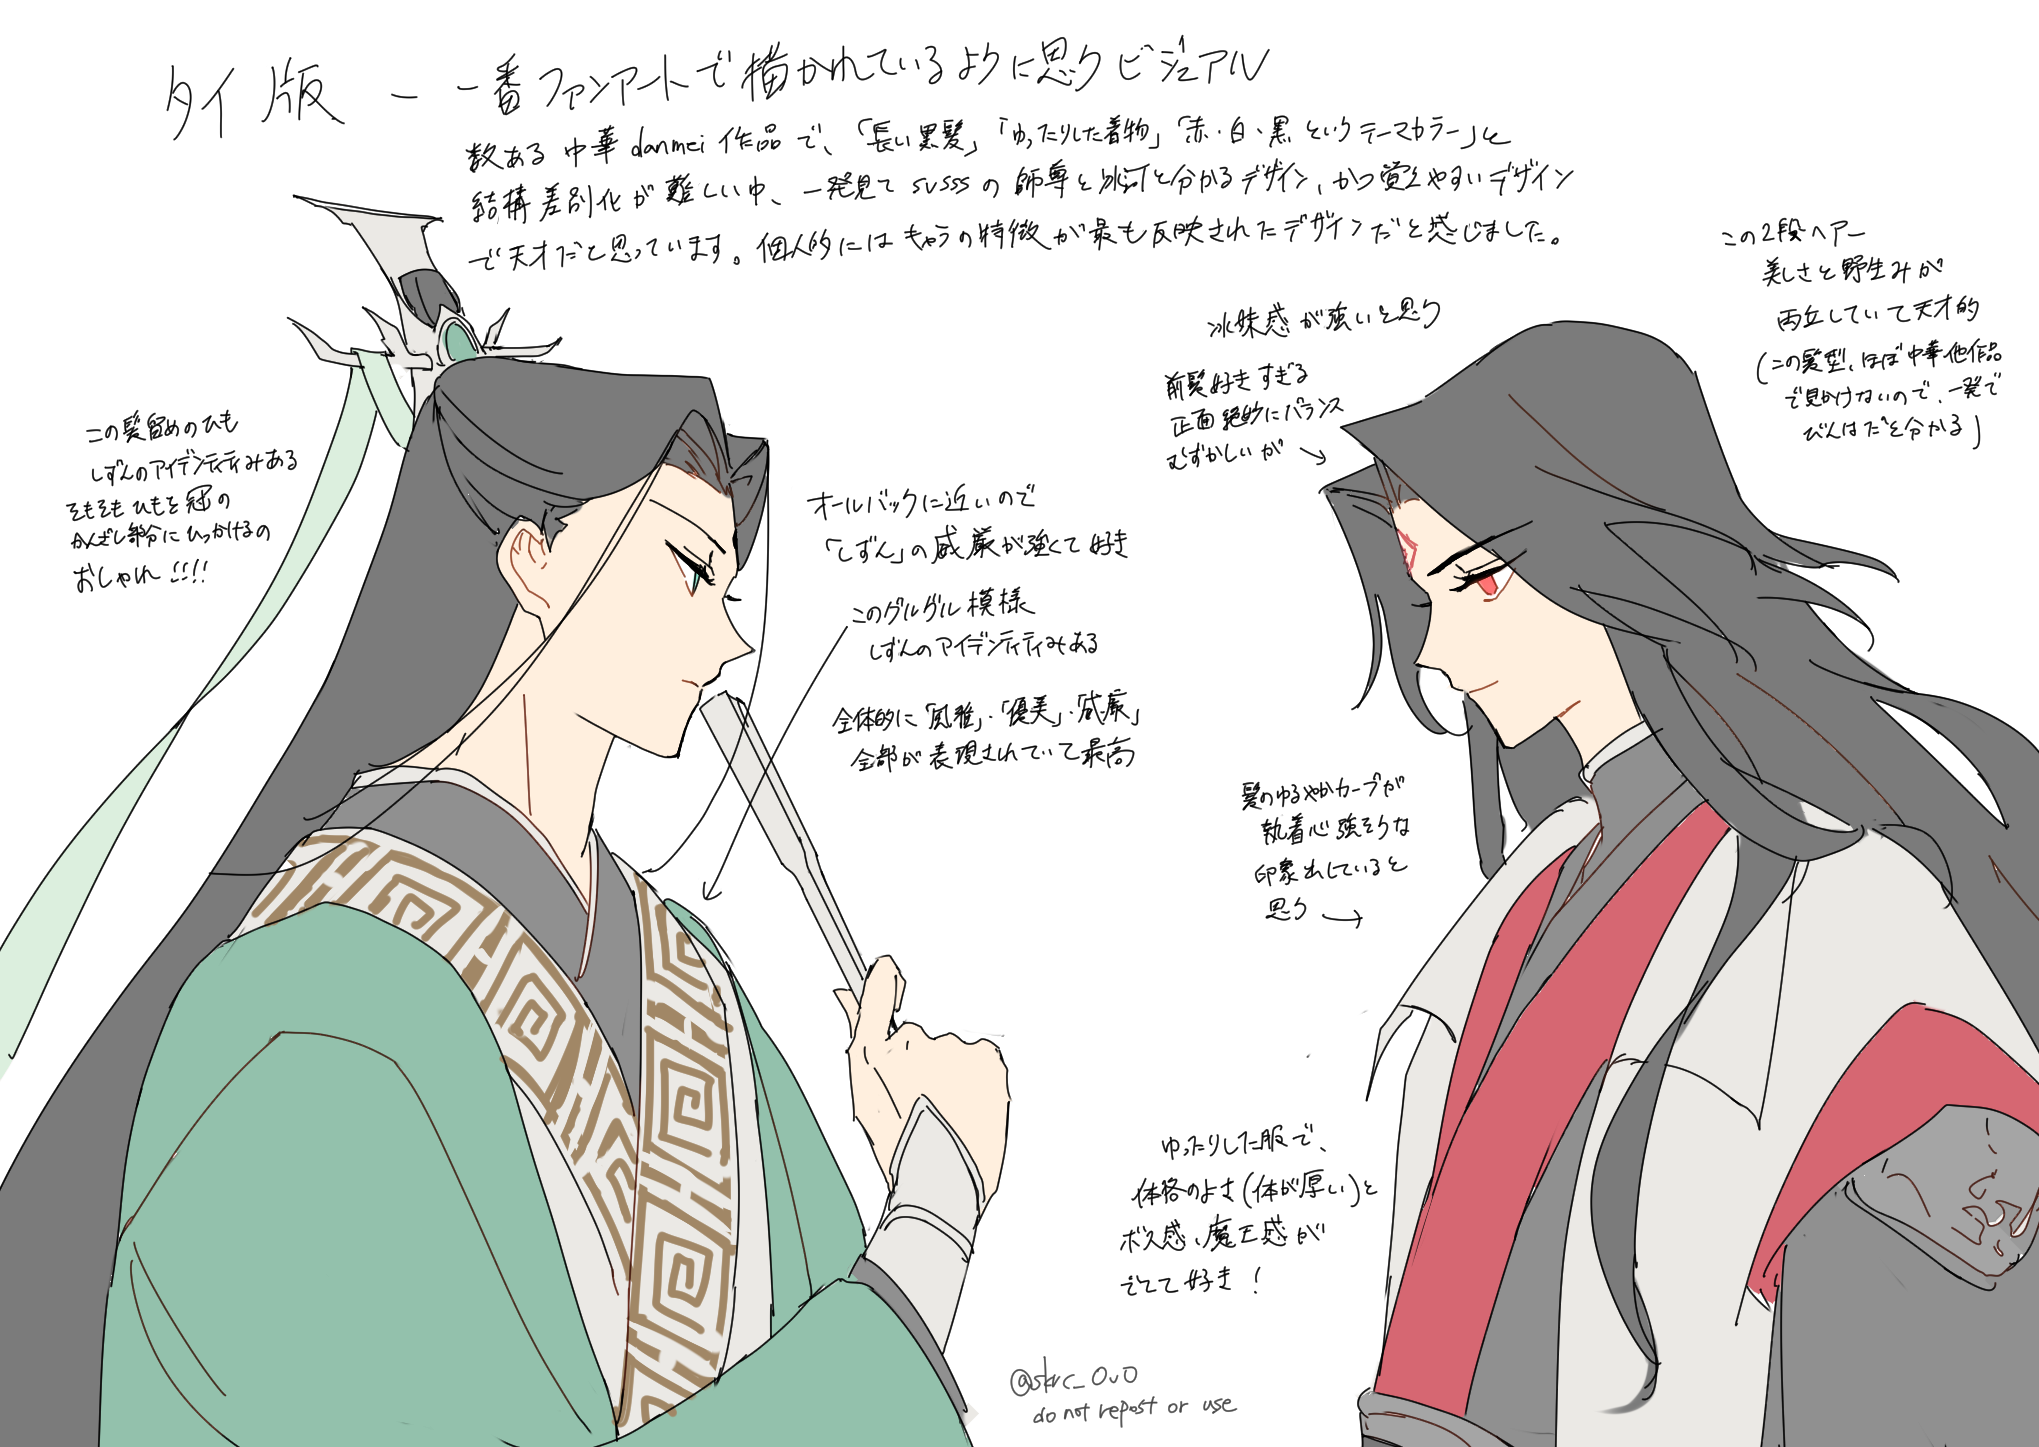 タイ版 - 一番ファンアートで描かれているように思うビジュアル
数ある中華danmei作品で、「長い黒髪」「ゆったりした着物」「赤・白・黒というテーマカラー」と
結構差別化が難しい中、一発見てsvsssの師尊と冰河と分かるデザイン、かつ覚えやすいデザイン
で天才だと思っています。個人的にはキャラの特徴が最も反映されたデザインだと感じました。
この髪留めのひも
しずんのアイデンティティみある
そもそもひもを冠の
かんざし部分にひっかけるの
おしゃれ!!!!
オールバックに近いので
「しずん」の威厳が強くて好き
このグルグル模様
しずんのアイデンティティみある
全体的に「風雅」・「優美」・「威厳」
全部が表現されていて最高
冰妹感が強いと思う
前髪好きすぎる
正面絶妙にバランス
むずかしいが
この2段ヘアー
美しさと野生みが
両立していて天才的
(この髪型、ほぼ中華他作品
で見かけないので、一発で
びんはだと分かる」
髪のゆるやかカーブが
執着心強そうな
印象出していると
思う
ゆったりした服で、
体格のよさ(体が厚い)と
ボス感、魔王感が
でてて好き!
@skrc_0v0
do not repost or use